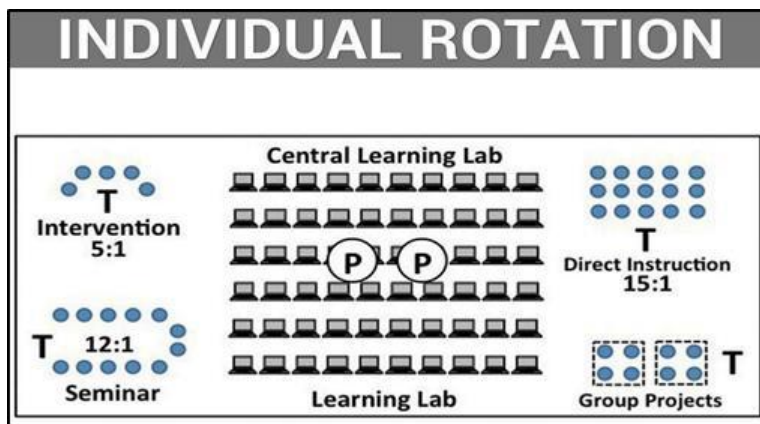 INDIVIDUAL ROTATION
Central Learning Lab
T
Intervention
5:1
P P
T
Direct Instruction
15:1
T 12:1
Seminar
Learning Lab
T
Group Projects